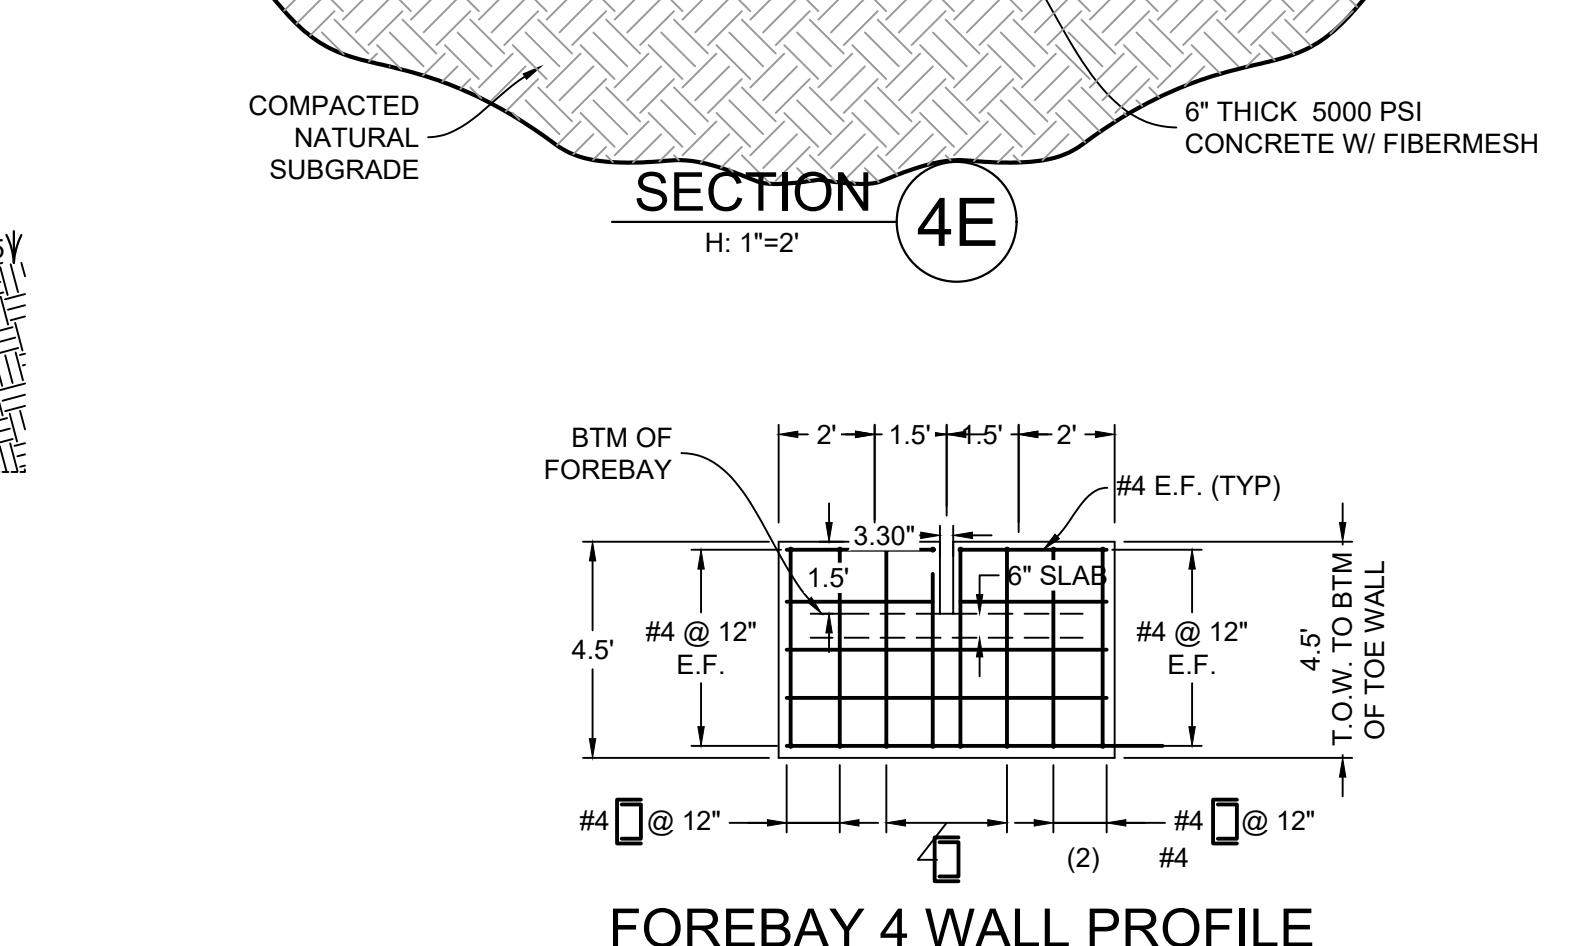 COMPACTED
NATURAL
SUBGRADE
6" THICK 5000 PSI
CONCRETE W/ FIBERMESH
SECTION
4E
H: 1"=2'
BTM OF
FOREBAY
2'
1.5'
1.5'
2'
#4 E.F. (TYP)
3.30"
1.5'
6" SLAB
4.5'
#4 @ 12"
E.F.
#4 @ 12"
E.F.
4.5'
T.O.W. TO BTM
OF TOE WALL
#4 @ 12"
#4 @ 12"
(2) #4
FOREBAY 4 WALL PROFILE